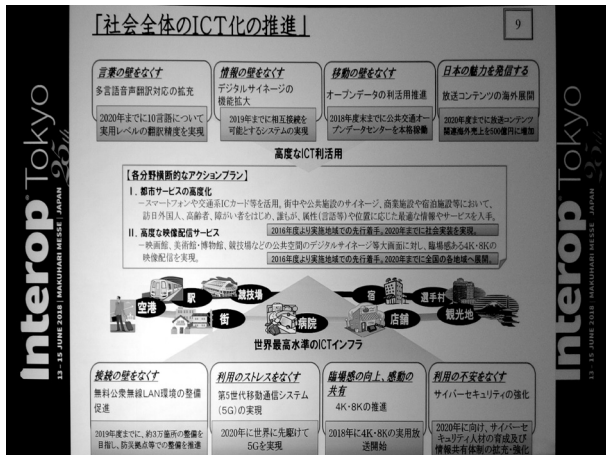 「社会全体のICT化の推進」
9
言葉の壁をなくす
多言語音声翻訳対応の拡充
2020年までに10言語について
実用レベルの翻訳精度を実現
情報の壁をなくす
デジタルサイネージの
機能拡大
2019年までに相互接続を
可能とするシステムの実現
移動の壁をなくす
オープンデータの利活用推進
2018年度末までに公共交通オー
プンデータセンターを本格稼働
日本の魅力を発信する
放送コンテンツの海外展開
2020年度までに放送コンテンツ
関連海外売上を500億円に増加
高度なICT利活用
【各分野横断的なアクションプラン】
Ⅰ．都市サービスの高度化
－スマートフォンや交通系ICカード等を活用、街中や公共施設のサイネージ、商業施設や宿泊施設等において、
訪日外国人、高齢者、障がい者をはじめ、誰もが、属性（言語等）や位置に応じた最適な情報やサービスを入手。
2016年度より実施地域での先行着手。2020年までに社会実装を実現。
Ⅱ．高度な映像配信サービス
－映画館、美術館・博物館、競技場などの公共空間のデジタルサイネージ等大画面に対し、臨場感ある4K・8Kの
映像配信を実現。
2016年度より実施地域での先行着手。2020年までに全国の各地域へ展開。
空港
駅
競技場
街
病院
宿
店舗
選手村
観光地
世界最高水準のICTインフラ
接続の壁をなくす
無料公衆無線LAN環境の整備
促進
2019年度までに、約3万箇所の整備を
目指し、防災拠点等での整備を推進
利用のストレスをなくす
第5世代移動通信システム
（5G）の実現
2020年に世界に先駆けて
5Gを実現
臨場感の向上、感動の
共有
4K・8Kの推進
2018年に4K・8Kの実用放
送開始
利用の不安をなくす
サイバーセキュリティの強化
2020年に向け、サイバーセ
キュリティ人材の育成及び
情報共有体制の拡充・強化
Interop Tokyo
25th
13 - 15 JUNE 2018 | MAKUHARI MESSE | JAPAN
Interop Tokyo
25th
13 - 15 JUNE 2018 | MAKUHARI MESSE | JAPAN